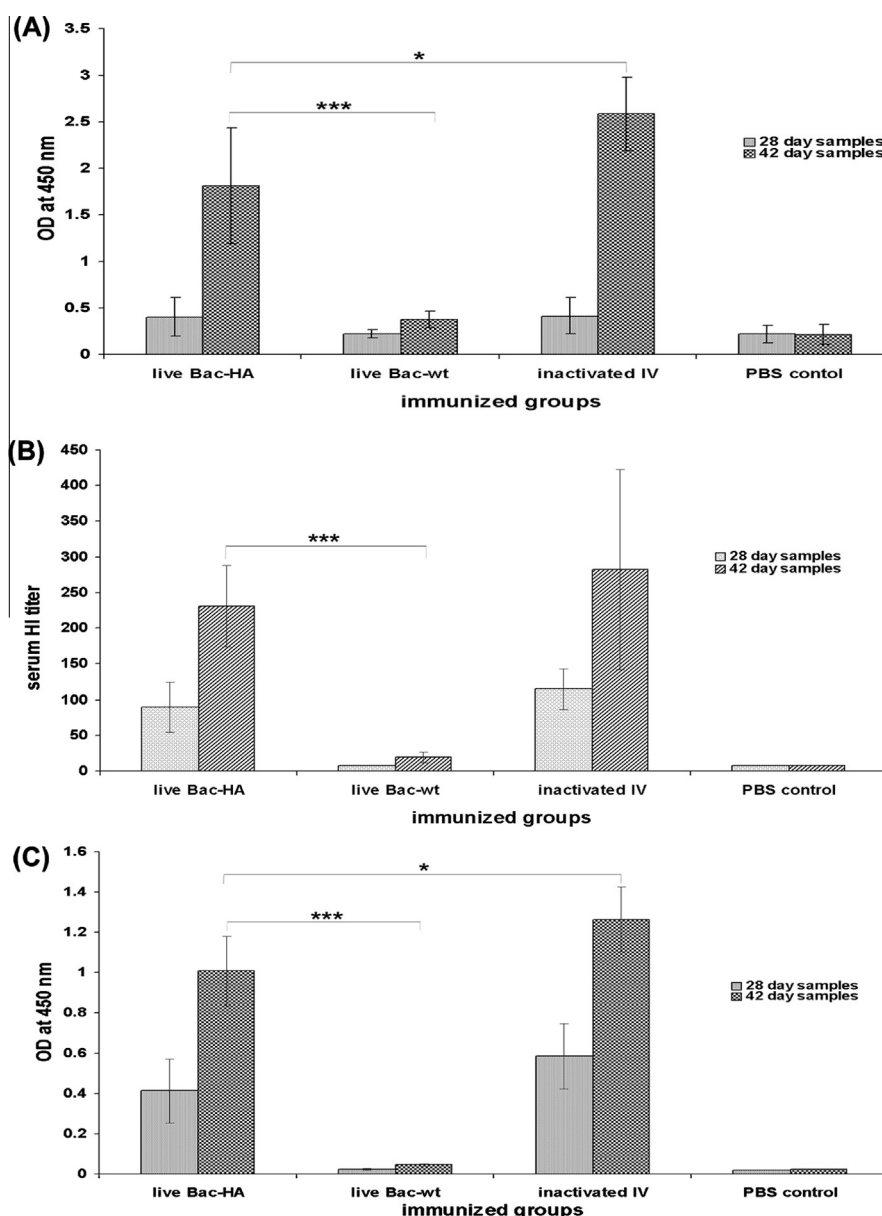 (A)
3.5
3
2.5
2
1.5
1
0.5
0
OD at 450 nm
*
***
28 day samples
42 day samples
live Bac-HA live Bac-wt inactivated IV PBS contol
immunized groups
(B)
450
400
350
300
250
200
150
100
50
0
serum HI titer
***
28 day samples
42 day samples
live Bac-HA live Bac-wt inactivated IV PBS control
immunized groups
(C)
1.6
1.4
1.2
1
0.8
0.6
0.4
0.2
0
OD at 450 nm
*
***
28 day samples
42 day samples
live Bac-HA live Bac-wt inactivated IV PBS control
immunized groups